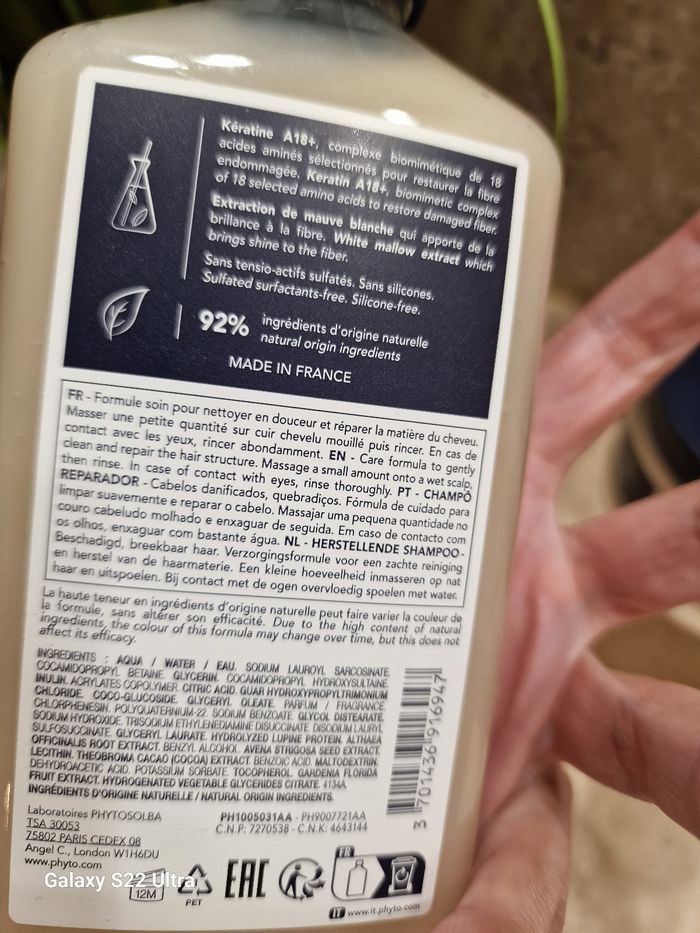 Kératine A18+, complexe biomimétique de 18
acides aminés sélectionnés pour restaurer la fibre
endommagée. Keratin A18+, biomimetic complex
of 18 selected amino acids to restore damaged fiber.
Extraction de mauve blanche qui apporte de la
brillance à la fibre. White mallow extract which
brings shine to the fiber.
Sans tensio-actifs sulfatés. Sans silicones.
Sulfated surfactants-free. Silicone-free.
92% ingrédients d'origine naturelle
natural origin ingredients
MADE IN FRANCE
FR - Formule soin pour nettoyer en douceur et réparer la matière du cheveu.
Masser une petite quantité sur cuir chevelu mouillé puis rincer. En cas de
contact avec les yeux, rincer abondamment. EN - Care formula to gently
clean and repair the hair structure. Massage a small amount onto a wet scalp,
then rinse. In case of contact with eyes, rinse thoroughly. PT - CHAMPÔ
REPARADOR - Cabelos danificados, quebradiços. Fórmula de cuidado para
limpar suavemente e reparar o cabelo. Massajar uma pequena quantidade no
couro cabeludo molhado e enxaguar de seguida. Em caso de contacto com
os olhos, enxaguar com bastante água. NL - HERSTELLENDE SHAMPOO -
Beschadigd, breekbaar haar. Verzorgingsformule voor een zachte reiniging
en herstel van de haarmaterie. Een kleine hoeveelheid inmasseren op nat
haar en uitspoelen. Bij contact met de ogen overvloedig spoelen met water.
La haute teneur en ingrédients d'origine naturelle peut faire varier la couleur de
la formule, sans altérer son efficacité. Due to the high content of natural
ingredients, the colour of this formula may change over time, but this does not
affect its efficacy.
INGREDIENTS : AQUA / WATER / EAU. SODIUM LAUROYL SARCOSINATE.
COCAMIDOPROPYL BETAINE. GLYCERIN. COCAMIDOPROPYL HYDROXYSULTAINE.
INULIN. ACRYLATES COPOLYMER. CITRIC ACID. GUAR HYDROXYPROPYLTRIMONIUM
CHLORIDE. COCO-GLUCOSIDE. GLYCERYL OLEATE. PARFUM / FRAGRANCE.
CHLORPHENESIN. POLYQUATERNIUM-22. SODIUM BENZOATE. GLYCOL DISTEARATE.
SODIUM HYDROXIDE. TRISODIUM ETHYLENEDIAMINE DISUCCINATE. DISODIUM LAURYL
SULFOSUCCINATE. GLYCERYL LAURATE. HYDROLYZED LUPINE PROTEIN. ALTHAEA
OFFICINALIS ROOT EXTRACT. BENZYL ALCOHOL. AVENA STRIGOSA SEED EXTRACT.
LECITHIN. THEOBROMA CACAO (COCOA) EXTRACT. BENZOIC ACID. MALTODEXTRIN.
DEHYDROACETIC ACID. POTASSIUM SORBATE. TOCOPHEROL. GARDENIA FLORIDA
FRUIT EXTRACT. HYDROGENATED VEGETABLE GLYCERIDES CITRATE. 4134A.
INGRÉDIENTS D'ORIGINE NATURELLE / NATURAL ORIGIN INGREDIENTS.
3 701436 916947
Laboratoires PHYTOSOLBA
TSA 30053
75802 PARIS CEDEX 08
Angel C., London W1H6DU
www.phyto.com
PH1005031AA - PH9007721AA
C.N.P: 7270538 - C.N.K: 4643144
Galaxy S22 Ultra
12M
PET
EAC
FR
IT www.it.phyto.com